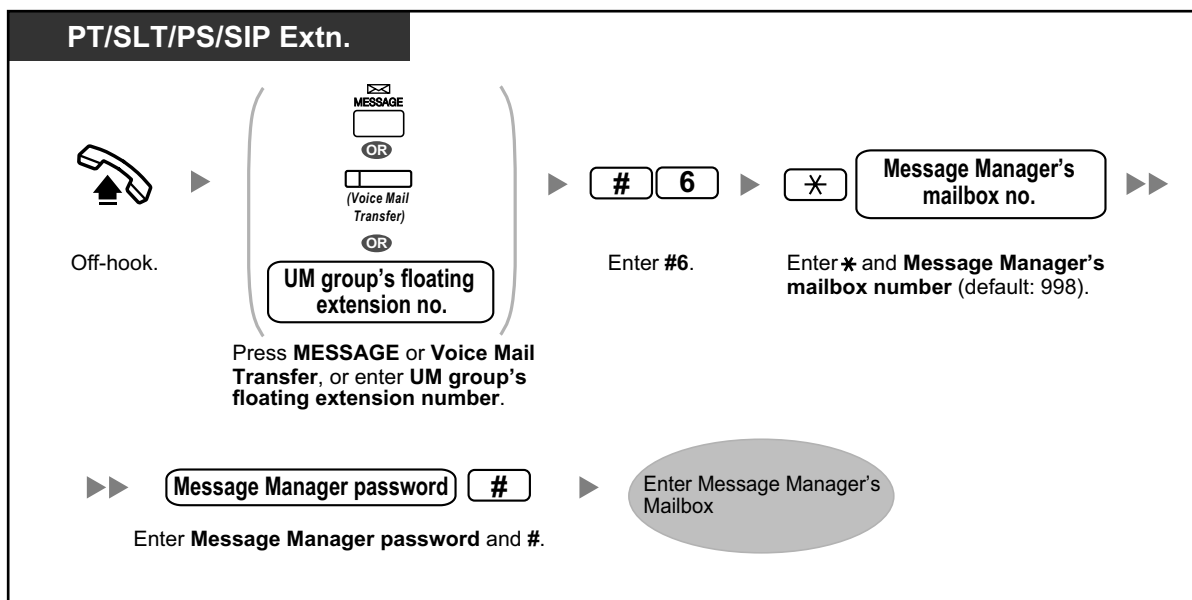 PT/SLT/PS/SIP Extn.
MESSAGE
OR
(Voice Mail
Transfer)
OR
UM group's floating
extension no.
# 6
* Message Manager's
mailbox no.
Off-hook.
Press MESSAGE or Voice Mail
Transfer, or enter UM group's
floating extension number.
Enter #6.
Enter * and Message Manager's
mailbox number (default: 998).
Message Manager password #
Enter Message Manager password and #.
Enter Message Manager's
Mailbox